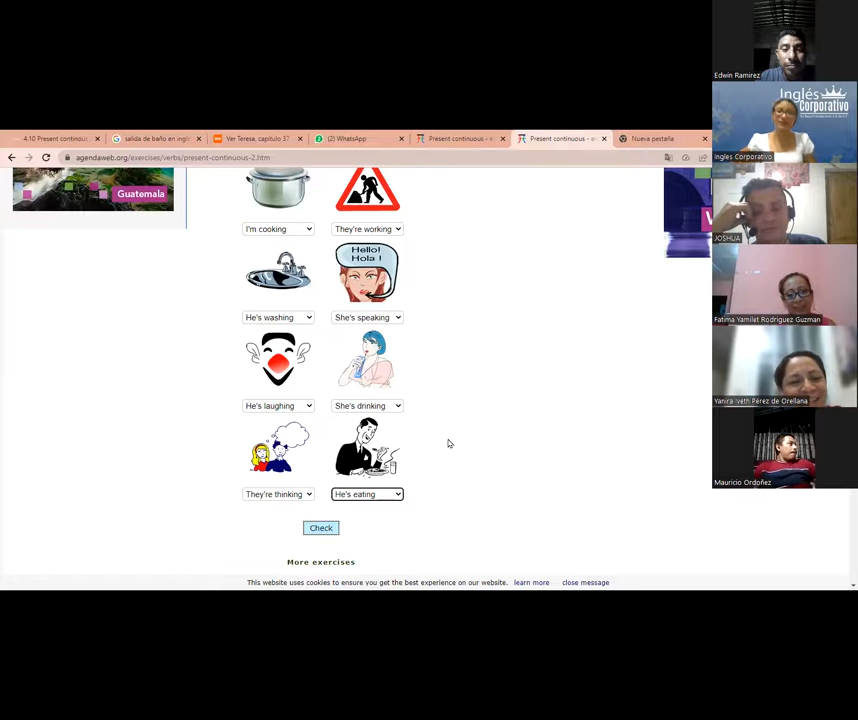 4.10 Present continuou
salida de baño en inglé
Ver Teresa, capítulo 37
WhatsApp
Present continuous - e
Present continuous - e
Nueva pestaña
agendaweb.org/exercises/verbs/present-continuous-2.htm
Guatemala
I'm cooking
They're working
Hello!
Hola !
He's washing
She's speaking
He's laughing
She's drinking
They're thinking
He's eating
Check
More exercises
This website uses cookies to ensure you get the best experience on our website. learn more close message
Edwin Ramirez
Inglés
Corporativo
Ingles Corporativo
JOSHUA
Fatima Yamilet Rodriguez Guzman
Yanira Iveth Pérez de Orellana
Mauricio Ordoñez